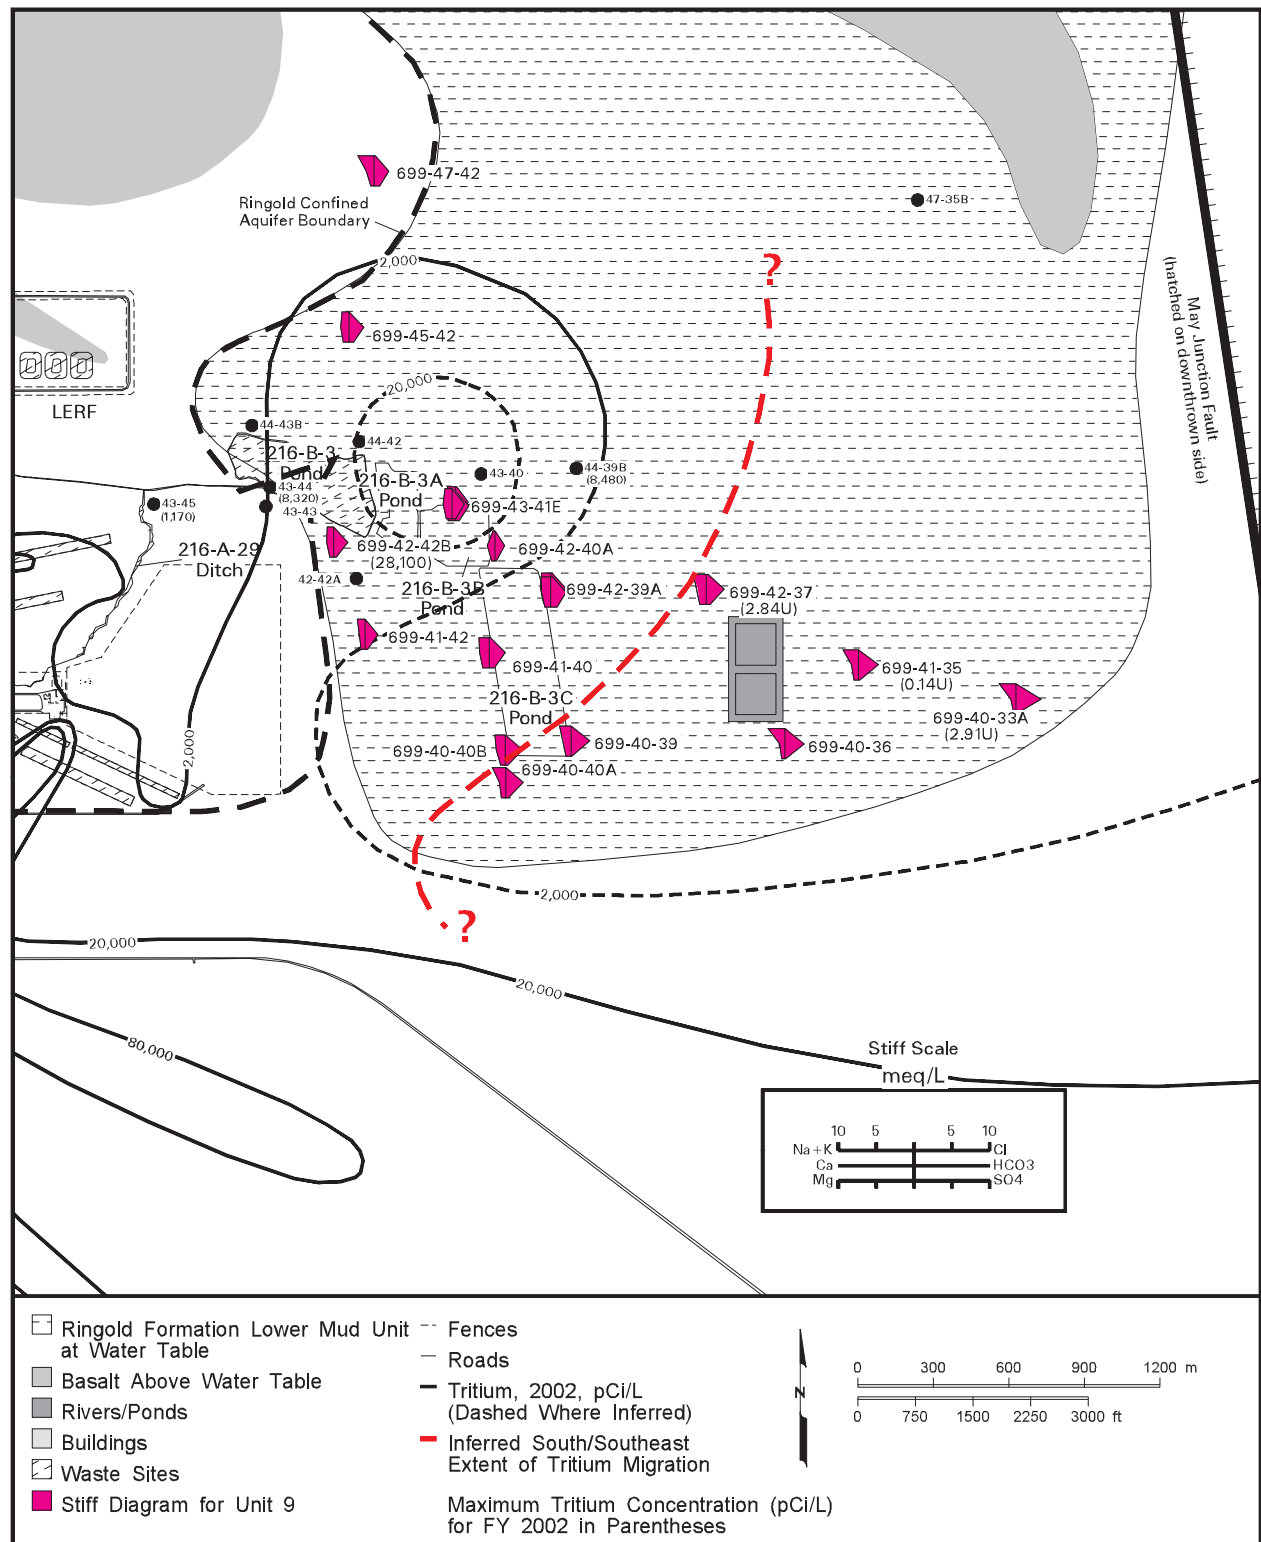 699-47-42
47-35B
Ringold Confined
Aquifer Boundary
2,000
?
May Junction Fault
(hatched on downthrown side)
699-45-42
LERF
20,000
44-43B
44-42
216-B-3
Pond
43-44
(8,320)
43-43
216-B-3A
Pond
43-40
44-39B
(8,480)
43-45
(1,170)
699-43-41E
216-A-29
Ditch
699-42-42B
(28,100)
699-42-40A
42-42A
216-B-3B
Pond
699-42-39A
699-42-37
(2.84U)
699-41-42
699-41-40
699-41-35
(0.14U)
216-B-3C
Pond
699-40-33A
(2.91U)
2,000
699-40-40B
699-40-39
699-40-36
699-40-40A
2,000
?
20,000
20,000
80,000
Stiff Scale
meq/L
10 5 5 10
Na+K Cl
Ca HCO3
Mg SO4
Ringold Formation Lower Mud Unit
at Water Table
Basalt Above Water Table
Rivers/Ponds
Buildings
Waste Sites
Stiff Diagram for Unit 9
Fences
Roads
Tritium, 2002, pCi/L
(Dashed Where Inferred)
Inferred South/Southeast
Extent of Tritium Migration
Maximum Tritium Concentration (pCi/L)
for FY 2002 in Parentheses
N
0 300 600 900 1200 m
0 750 1500 2250 3000 ft